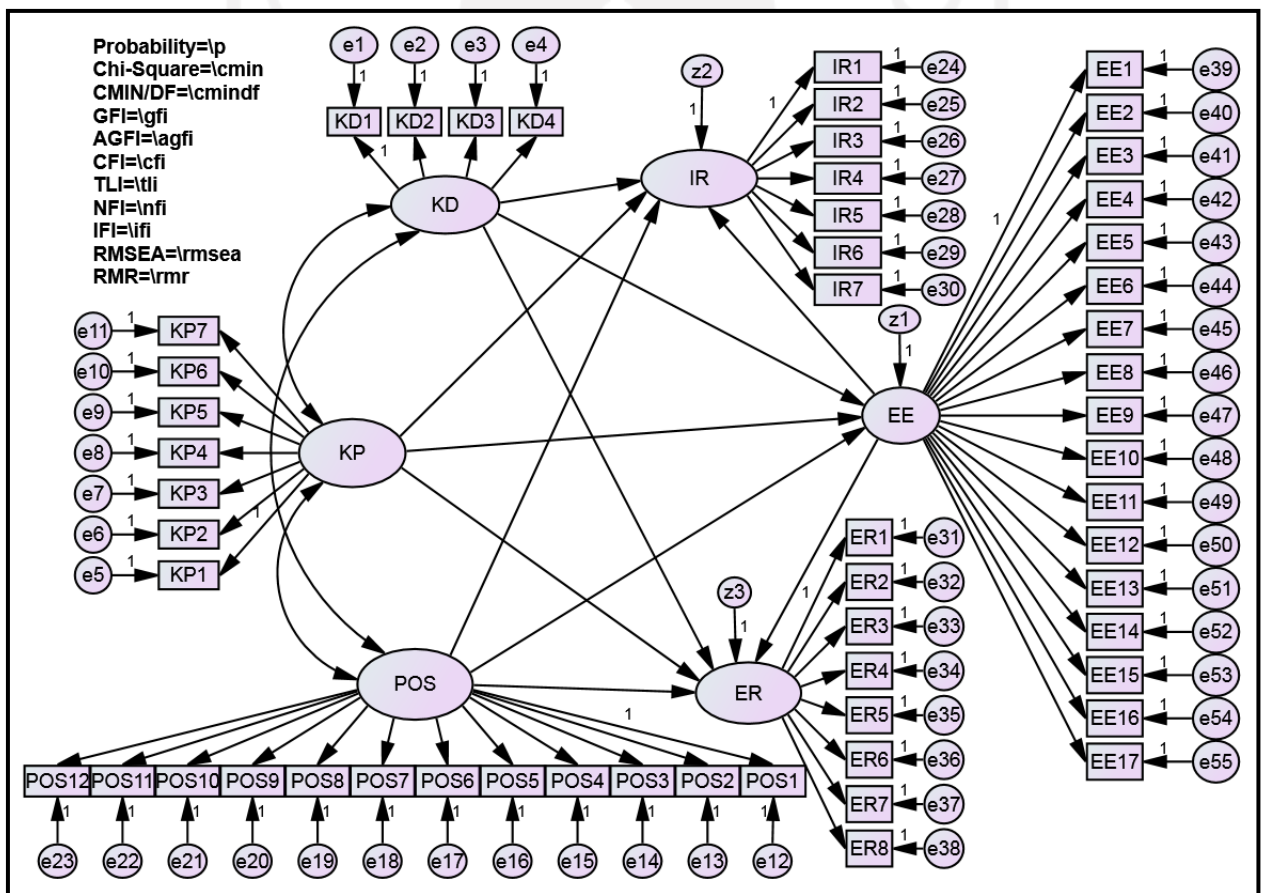 Probability=\p
Chi-Square=\cmin
CMIN/DF=\cmindf
GFI=\gfi
AGFI=\agfi
CFI=\cfi
TLI=\tli
NFI=\nfi
IFI=\ifi
RMSEA=\rmsea
RMR=\rmr
e1 e2 e3 e4
1 1 1 1
KD1 KD2 KD3 KD4
1
KD
z2
1
IR
1
IR1 1 e24
IR2 1 e25
IR3 1 e26
IR4 1 e27
IR5 1 e28
IR6 1 e29
IR7 1 e30
z1
1
EE
1
EE1 1 e39
EE2 1 e40
EE3 1 e41
EE4 1 e42
EE5 1 e43
EE6 1 e44
EE7 1 e45
EE8 1 e46
EE9 1 e47
EE10 1 e48
EE11 1 e49
EE12 1 e50
EE13 1 e51
EE14 1 e52
EE15 1 e53
EE16 1 e54
EE17 1 e55
e11 1 KP7
e10 1 KP6
e9 1 KP5
e8 1 KP4
e7 1 KP3
e6 1 KP2
e5 1 KP1
1
KP
z3
1
ER
1
ER1 1 e31
ER2 1 e32
ER3 1 e33
ER4 1 e34
ER5 1 e35
ER6 1 e36
ER7 1 e37
ER8 1 e38
POS
1
POS12 POS11 POS10 POS9 POS8 POS7 POS6 POS5 POS4 POS3 POS2 POS1
1 1 1 1 1 1 1 1 1 1 1 1
e23 e22 e21 e20 e19 e18 e17 e16 e15 e14 e13 e12